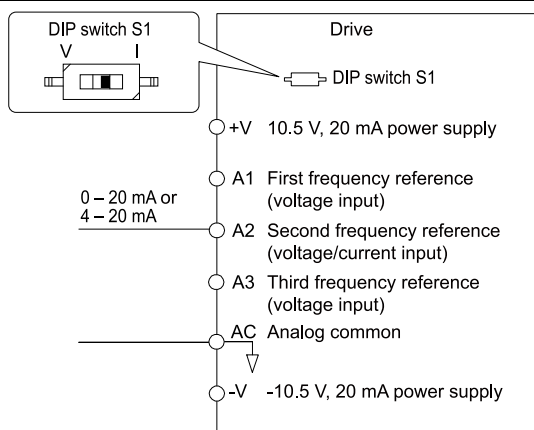 DIP switch S1
V I
Drive
DIP switch S1
+V 10.5 V, 20 mA power supply
A1 First frequency reference
(voltage input)
0 – 20 mA or
4 – 20 mA
A2 Second frequency reference
(voltage/current input)
A3 Third frequency reference
(voltage input)
AC Analog common
-V -10.5 V, 20 mA power supply